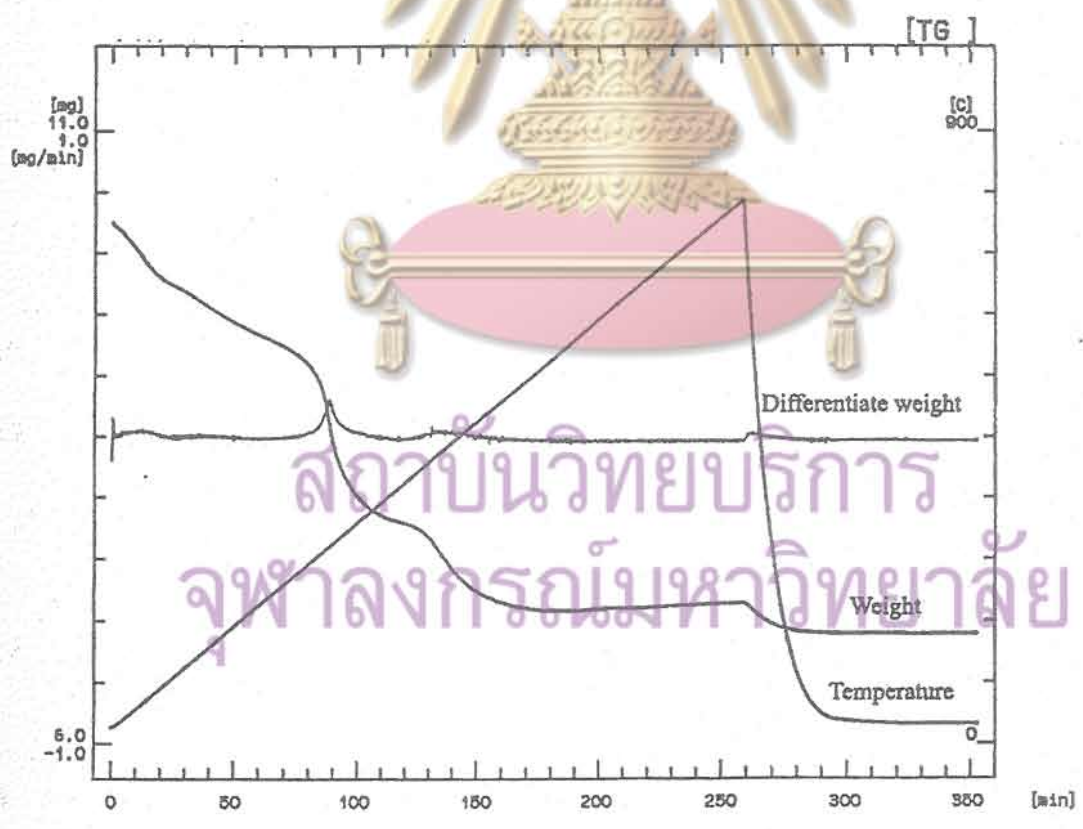 [TG ]
[mg]
11.0
1.0
[mg/min]
[C]
900
Differentiate weight
สถาบันวิทยบริการ
จุฬาลงกรณ์มหาวิทยาลัย
Weight
Temperature
6.0
-1.0
0
0 50 100 150 200 250 300 350 [min]